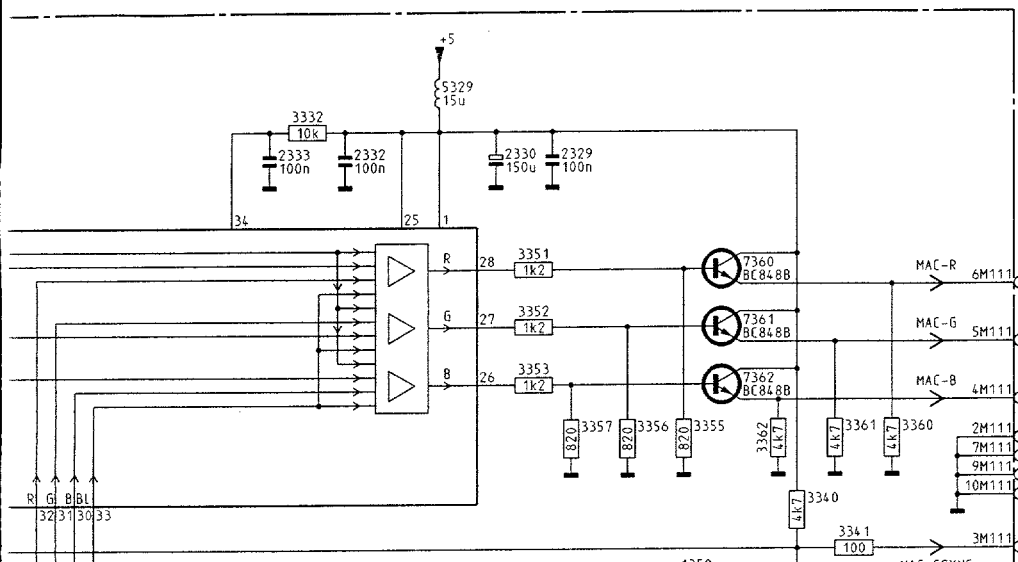 +5
5329
15u
3332
10k
2333
100n
2332
100n
2330
150u
2329
100n
34
25
1
R
28
3351
1k2
7360
BC848B
MAC-R
6M111
G
27
3352
1k2
7361
BC848B
MAC-G
5M111
B
26
3353
1k2
7362
BC848B
MAC-B
4M111
820
3357
820
3356
820
3355
3362
4k7
4k7
3361
4k7
3360
2M111
7M111
9M111
10M111
R
G
B
BL
32
31
30
33
4k7
3340
3341
100
3M111